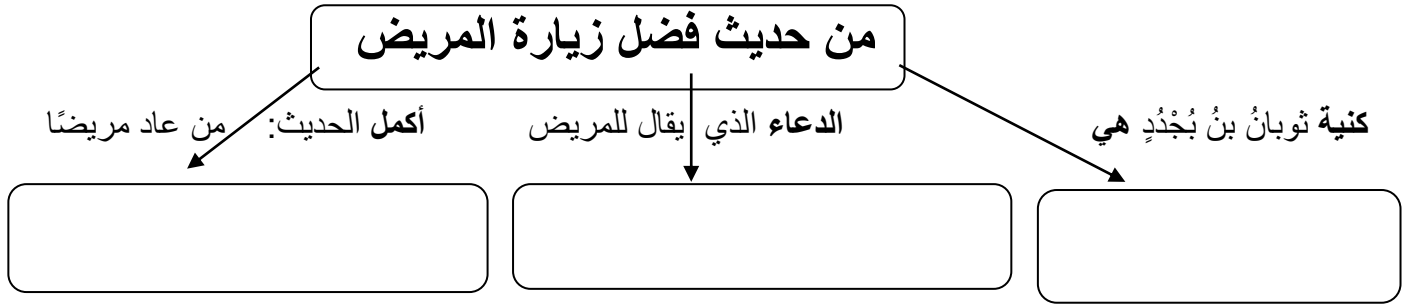 من حديث فضل زيارة المريض
كنية ثوبانُ بنُ بُجْدُدٍ هي
الدعاء الذي يقال للمريض
أكمل الحديث: من عاد مريضًا